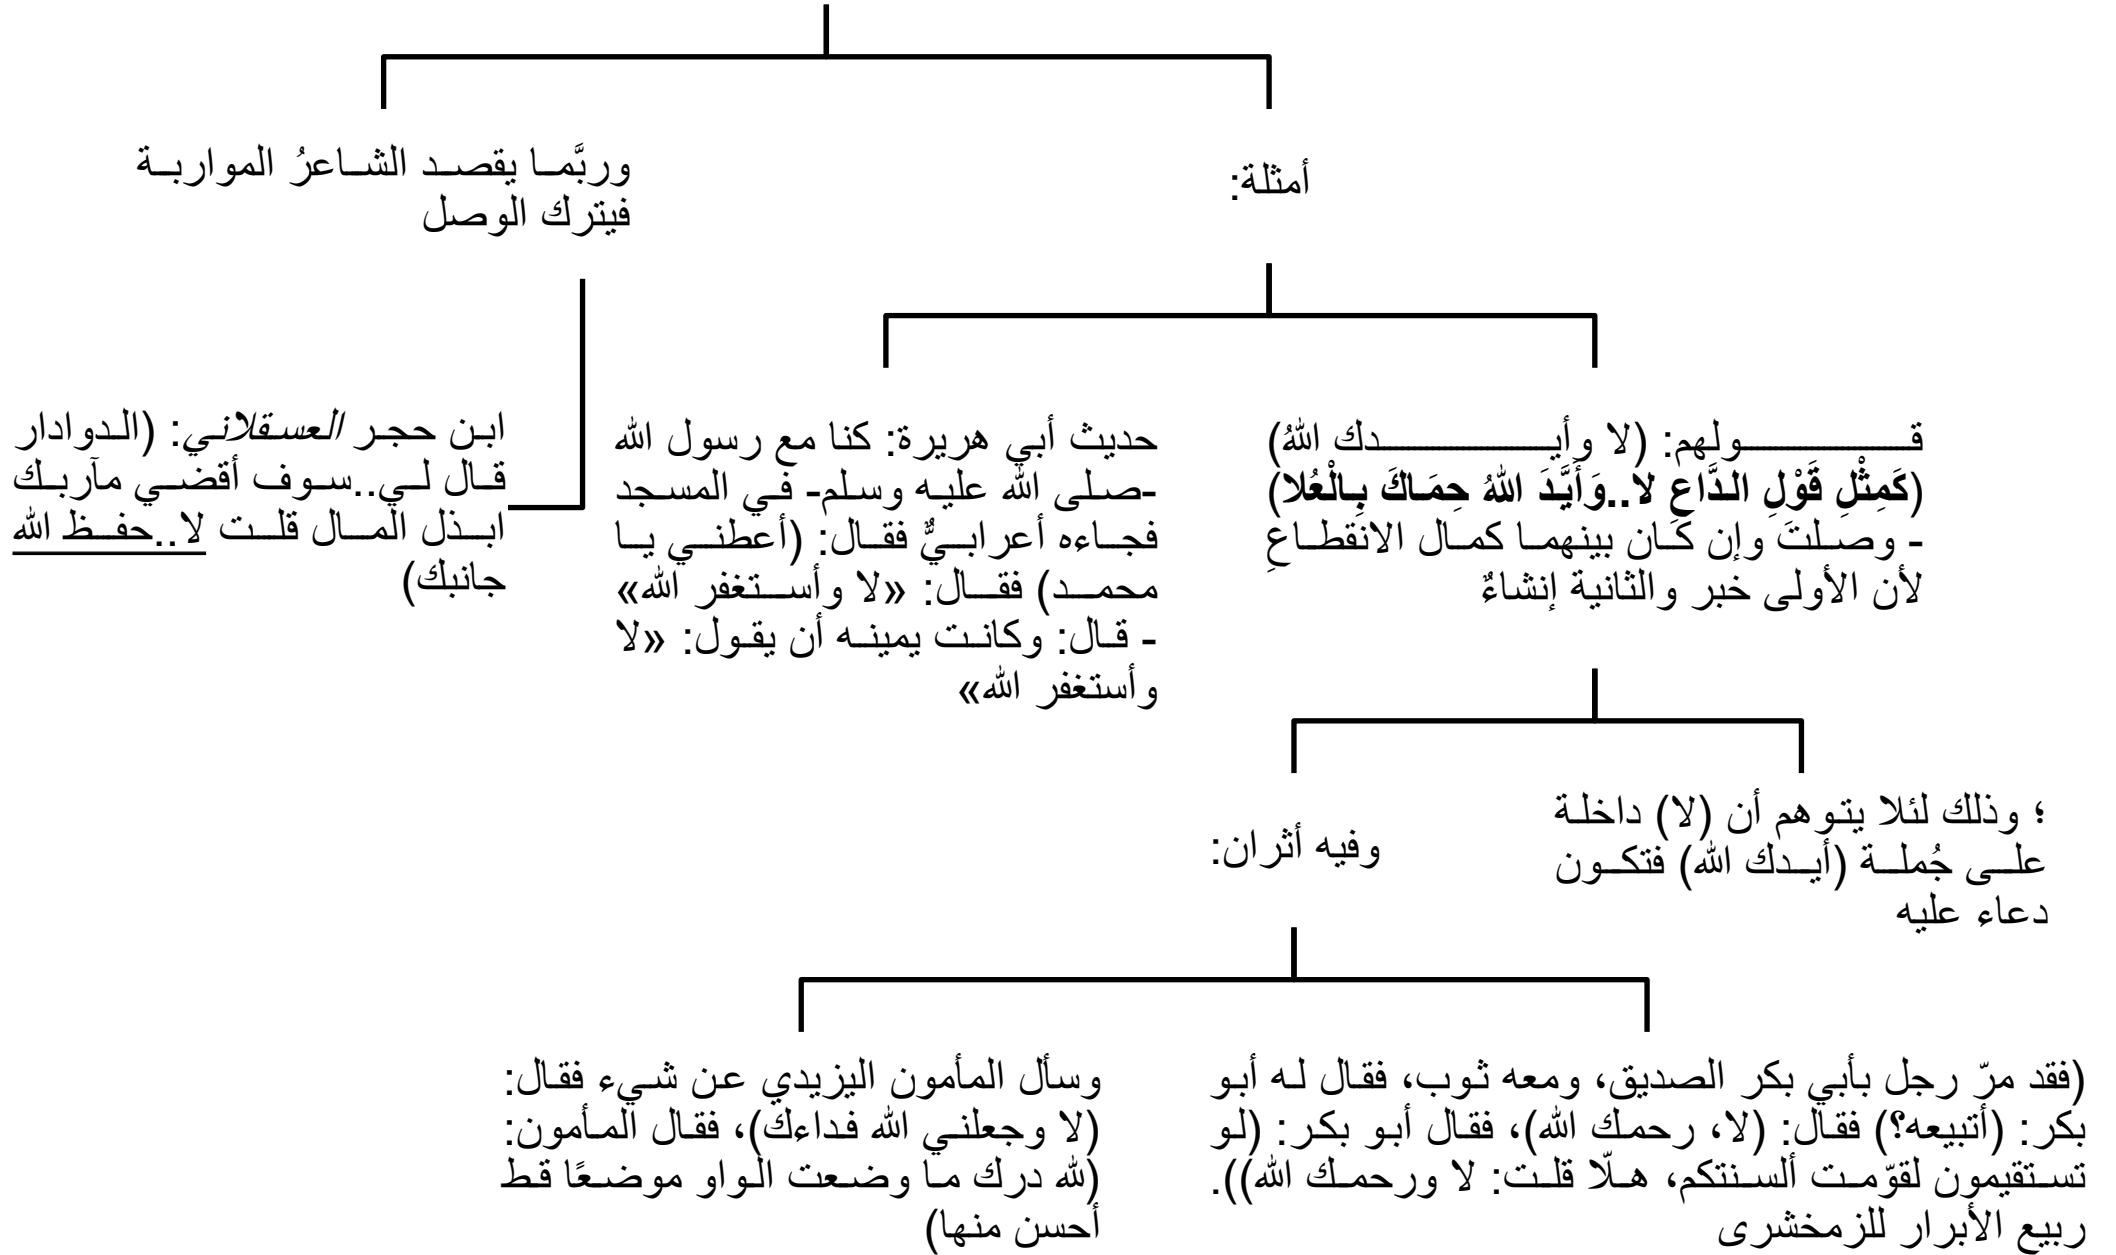 أمثلة:
وربَّما يقصد الشاعرُ المواربة
فيترك الوصل
قولهم: (لا وأيدك اللهُ)
(كَمِثْلِ قَوْلِ الدَّاعِ لا..وَأَيَّدَ اللهُ حِمَاكَ بِالْعُلا)
- وصلتَ وإن كان بينهما كمال الانقطاعِ
لأن الأولى خبر والثانية إنشاءٌ
حديث أبي هريرة: كنا مع رسول الله
-صلى الله عليه وسلم- في المسجد
فجاءه أعرابيٌّ فقال: (أعطني يا
محمد) فقال: «لا وأستغفر الله»
- قال: وكانت يمينه أن يقول: «لا
وأستغفر الله»
ابن حجر العسقلاني: (الدوادار
قال لي..سوف أقضي مآربك
ابذل المال قلت لا..حفظ الله
جانبك)
؛ وذلك لئلا يتوهم أن (لا) داخلة
على جُملة (أيدك الله) فتكون
دعاء عليه
وفيه أثران:
(فقد مرّ رجل بأبي بكر الصديق، ومعه ثوب، فقال له أبو
بكر: (أتبيعه؟) فقال: (لا، رحمك الله)، فقال أبو بكر: (لو
تستقيمون لقوّمت ألسنتكم، هلّا قلت: لا ورحمك الله)).
ربيع الأبرار للزمخشرى
وسأل المأمون اليزيدي عن شيء فقال:
(لا وجعلني الله فداءك)، فقال المأمون:
(لله درك ما وضعت الواو موضعًا قط
أحسن منها)